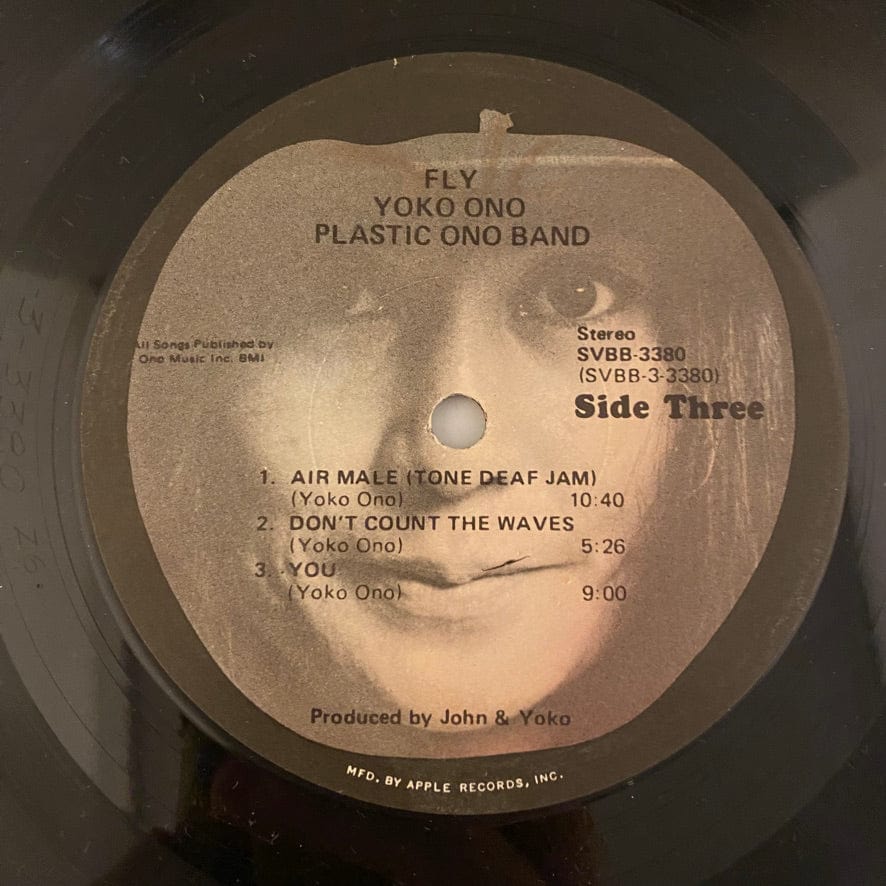 FLY
YOKO ONO
PLASTIC ONO BAND
All Songs Published by
Ono Music Inc. BMI
Stereo
SVBB-3380
(SVBB-3-3380)
Side Three
1. AIR MALE (TONE DEAF JAM)
(Yoko Ono) 10:40
2. DON'T COUNT THE WAVES
(Yoko Ono) 5:26
3. YOU
(Yoko Ono) 9:00
Produced by John & Yoko
MFD. BY APPLE RECORDS, INC.